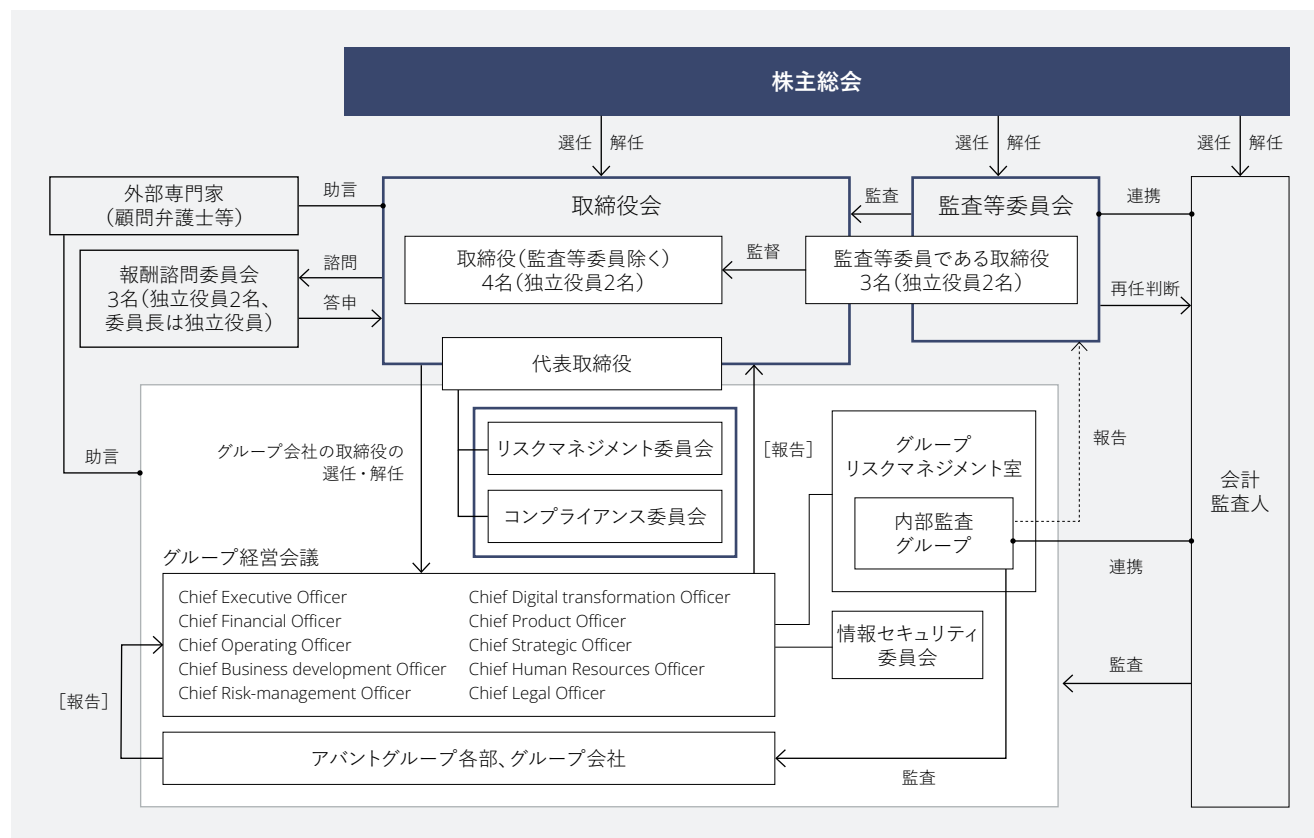 株主総会
選任 解任
選任 解任
選任 解任
外部専門家
（顧問弁護士等）
助言
取締役会
監査
監査等委員会
連携
報酬諮問委員会
3名（独立役員2名、
委員長は独立役員）
諮問
答申
取締役（監査等委員除く）
4名（独立役員2名）
監督
監査等委員である取締役
3名（独立役員2名）
再任判断
代表取締役
助言
グループ会社の取締役の
選任・解任
リスクマネジメント委員会
コンプライアンス委員会
［報告］
グループ
リスクマネジメント室
内部監査
グループ
報告
会計
監査人
連携
グループ経営会議
Chief Executive Officer
Chief Financial Officer
Chief Operating Officer
Chief Business development Officer
Chief Risk-management Officer
Chief Digital transformation Officer
Chief Product Officer
Chief Strategic Officer
Chief Human Resources Officer
Chief Legal Officer
情報セキュリティ
委員会
監査
［報告］
アバントグループ各部、グループ会社
監査